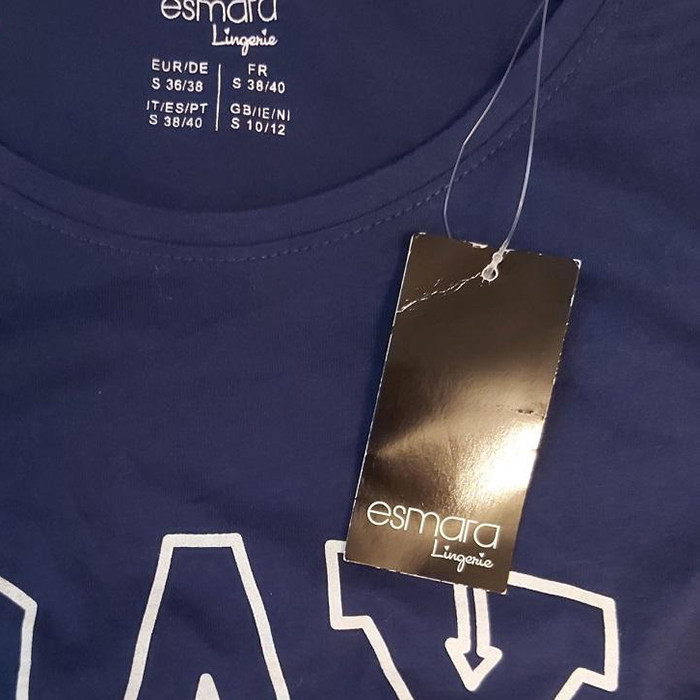 esmara
Lingerie
EUR/DE FR
S 36/38 S 38/40
IT/ES/PT GB/IE/NI
S 38/40 S 10/12
esmara
Lingerie
AY